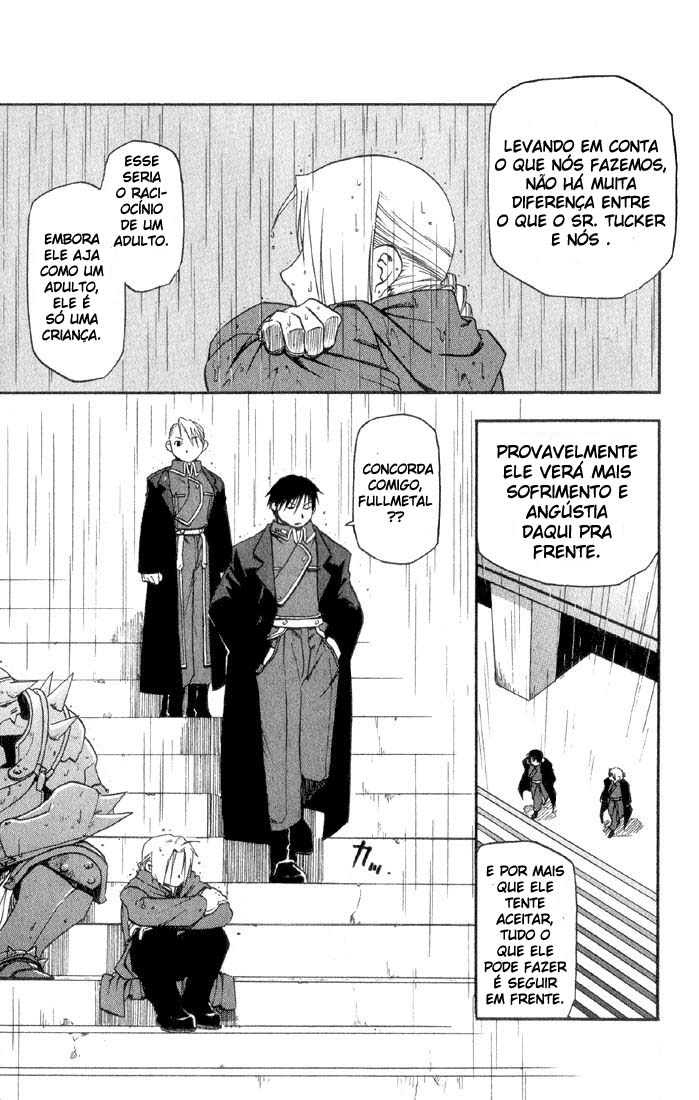 LEVANDO EM CONTA
O QUE NÓS FAZEMOS,
NÃO HÁ MUITA
DIFERENÇA ENTRE
O QUE O SR. TUCKER
E NÓS .
ESSE
SERIA
O RACI-
OCÍNIO
DE UM
ADULTO.
EMBORA
ELE AJA
COMO UM
ADULTO,
ELE É
SÓ UMA
CRIANÇA.
PROVAVELMENTE
ELE VERÁ MAIS
SOFRIMENTO E
ANGÚSTIA
DAQUI PRA
FRENTE.
E POR MAIS
QUE ELE
TENTE
ACEITAR,
TUDO O
QUE ELE
PODE FAZER
É SEGUIR
EM FRENTE.
CONCORDA
COMIGO,
FULLMETAL
??